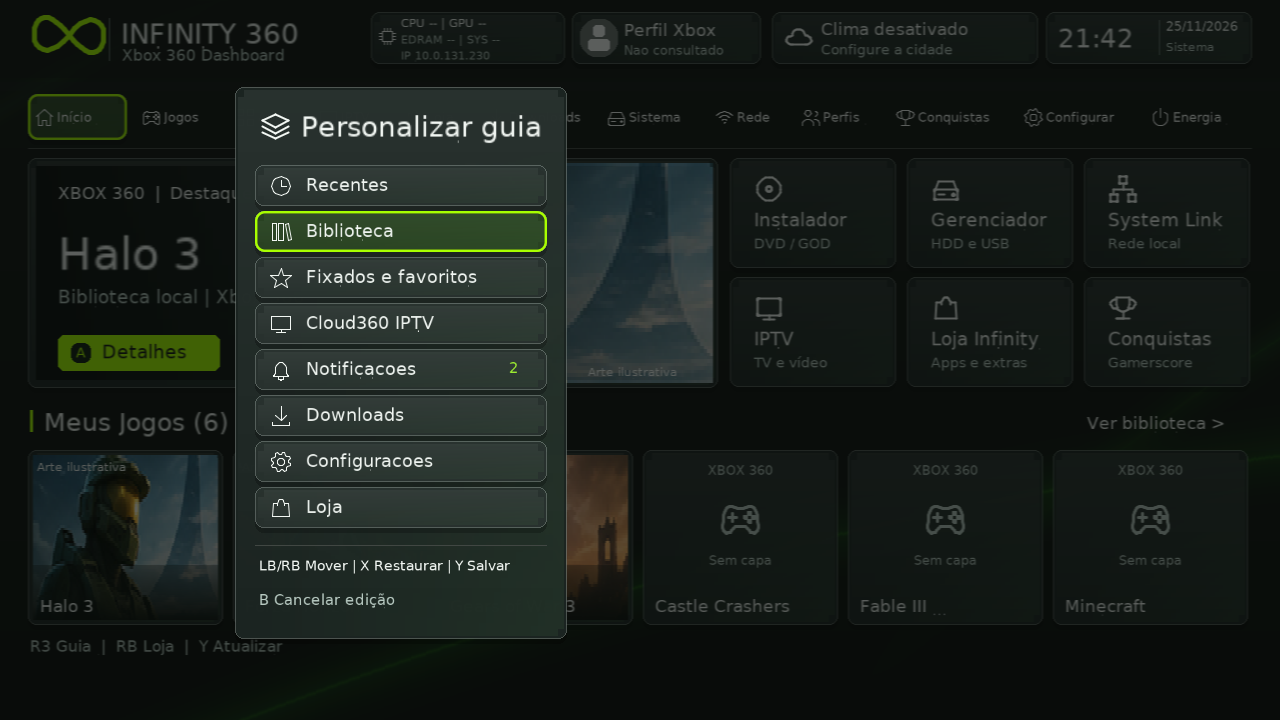 INFINITY 360
Xbox 360 Dashboard
CPU -- | GPU --
EDRAM -- | SYS --
IP 10.0.131.230
Perfil Xbox
Nao consultado
Clima desativado
Configure a cidade
21:42
25/11/2026
Sistema
Início
Jogos
ds
Sistema
Rede
Perfis
Conquistas
Configurar
Energia
Personalizar guia
Recentes
Biblioteca
Fixados e favoritos
Cloud360 IPTV
Notificacoes 2
Downloads
Configuracoes
Loja
LB/RB Mover | X Restaurar | Y Salvar
B Cancelar edição
XBOX 360 | Destaqu
Halo 3
Biblioteca local | Xb
A Detalhes
Arte ilustrativa
Instalador
DVD / GOD
Gerenciador
HDD e USB
System Link
Rede local
IPTV
TV e vídeo
Loja Infinity
Apps e extras
Conquistas
Gamerscore
Meus Jogos (6)
Ver biblioteca >
Arte ilustrativa
Halo 3
3
XBOX 360
Sem capa
Castle Crashers
XBOX 360
Sem capa
Fable III ...
XBOX 360
Sem capa
Minecraft
R3 Guia | RB Loja | Y Atualizar